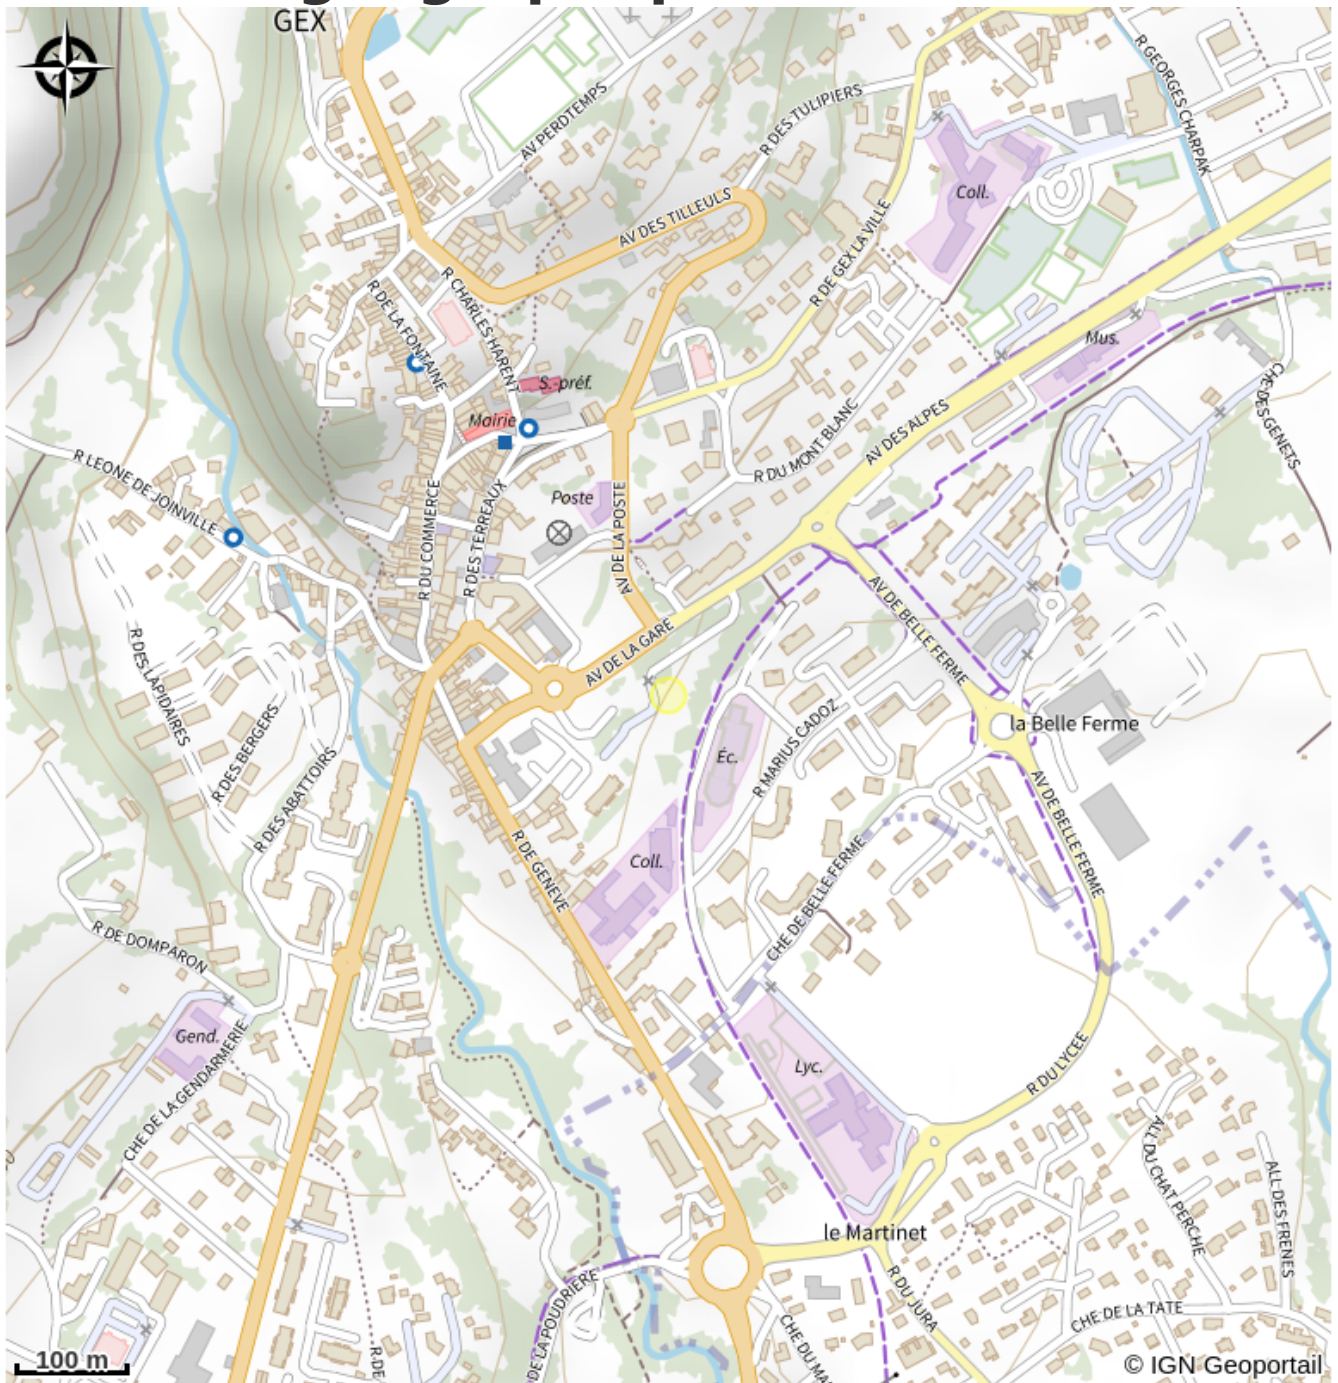 GEX
R GEORGES CHARPAK
AV PERDTEMPS
R DES TULIPIERS
Coll.
AV DES TILLEULS
R DE GEX LA VILLE
R CHARLES HARENT
R DE LA FONTAINE
Mus.
S.-préf.
CHE DES GENETS
Mairie
AV DES ALPES
R DU MONT BLANC
R LEONE DE JOINVILLE
Poste
R DU COMMERCE
R DES TERREAUX
AV DE LA POSTE
AV DE BELLE FERME
AV DE LA GARE
R DES LAPIDAIRES
R DES BERGERS
la Belle Ferme
R MARIUS CADOZ
Éc.
R DES ABATTOIRS
AV DE BELLE FERME
R DE GENEVE
Coll.
CHE DE BELLE FERME
R DE DOMPARON
Gend.
CHE DE LA GENDARMERIE
Lyc.
R DU LYCEE
ALL DU CHAT PERCHE
ALL DES FRENES
le Martinet
DE LA POUDRIERE
R DU JURA
CHE DE LA TATE
CHE DU MA
R DE
100 m
© IGN Geoportail